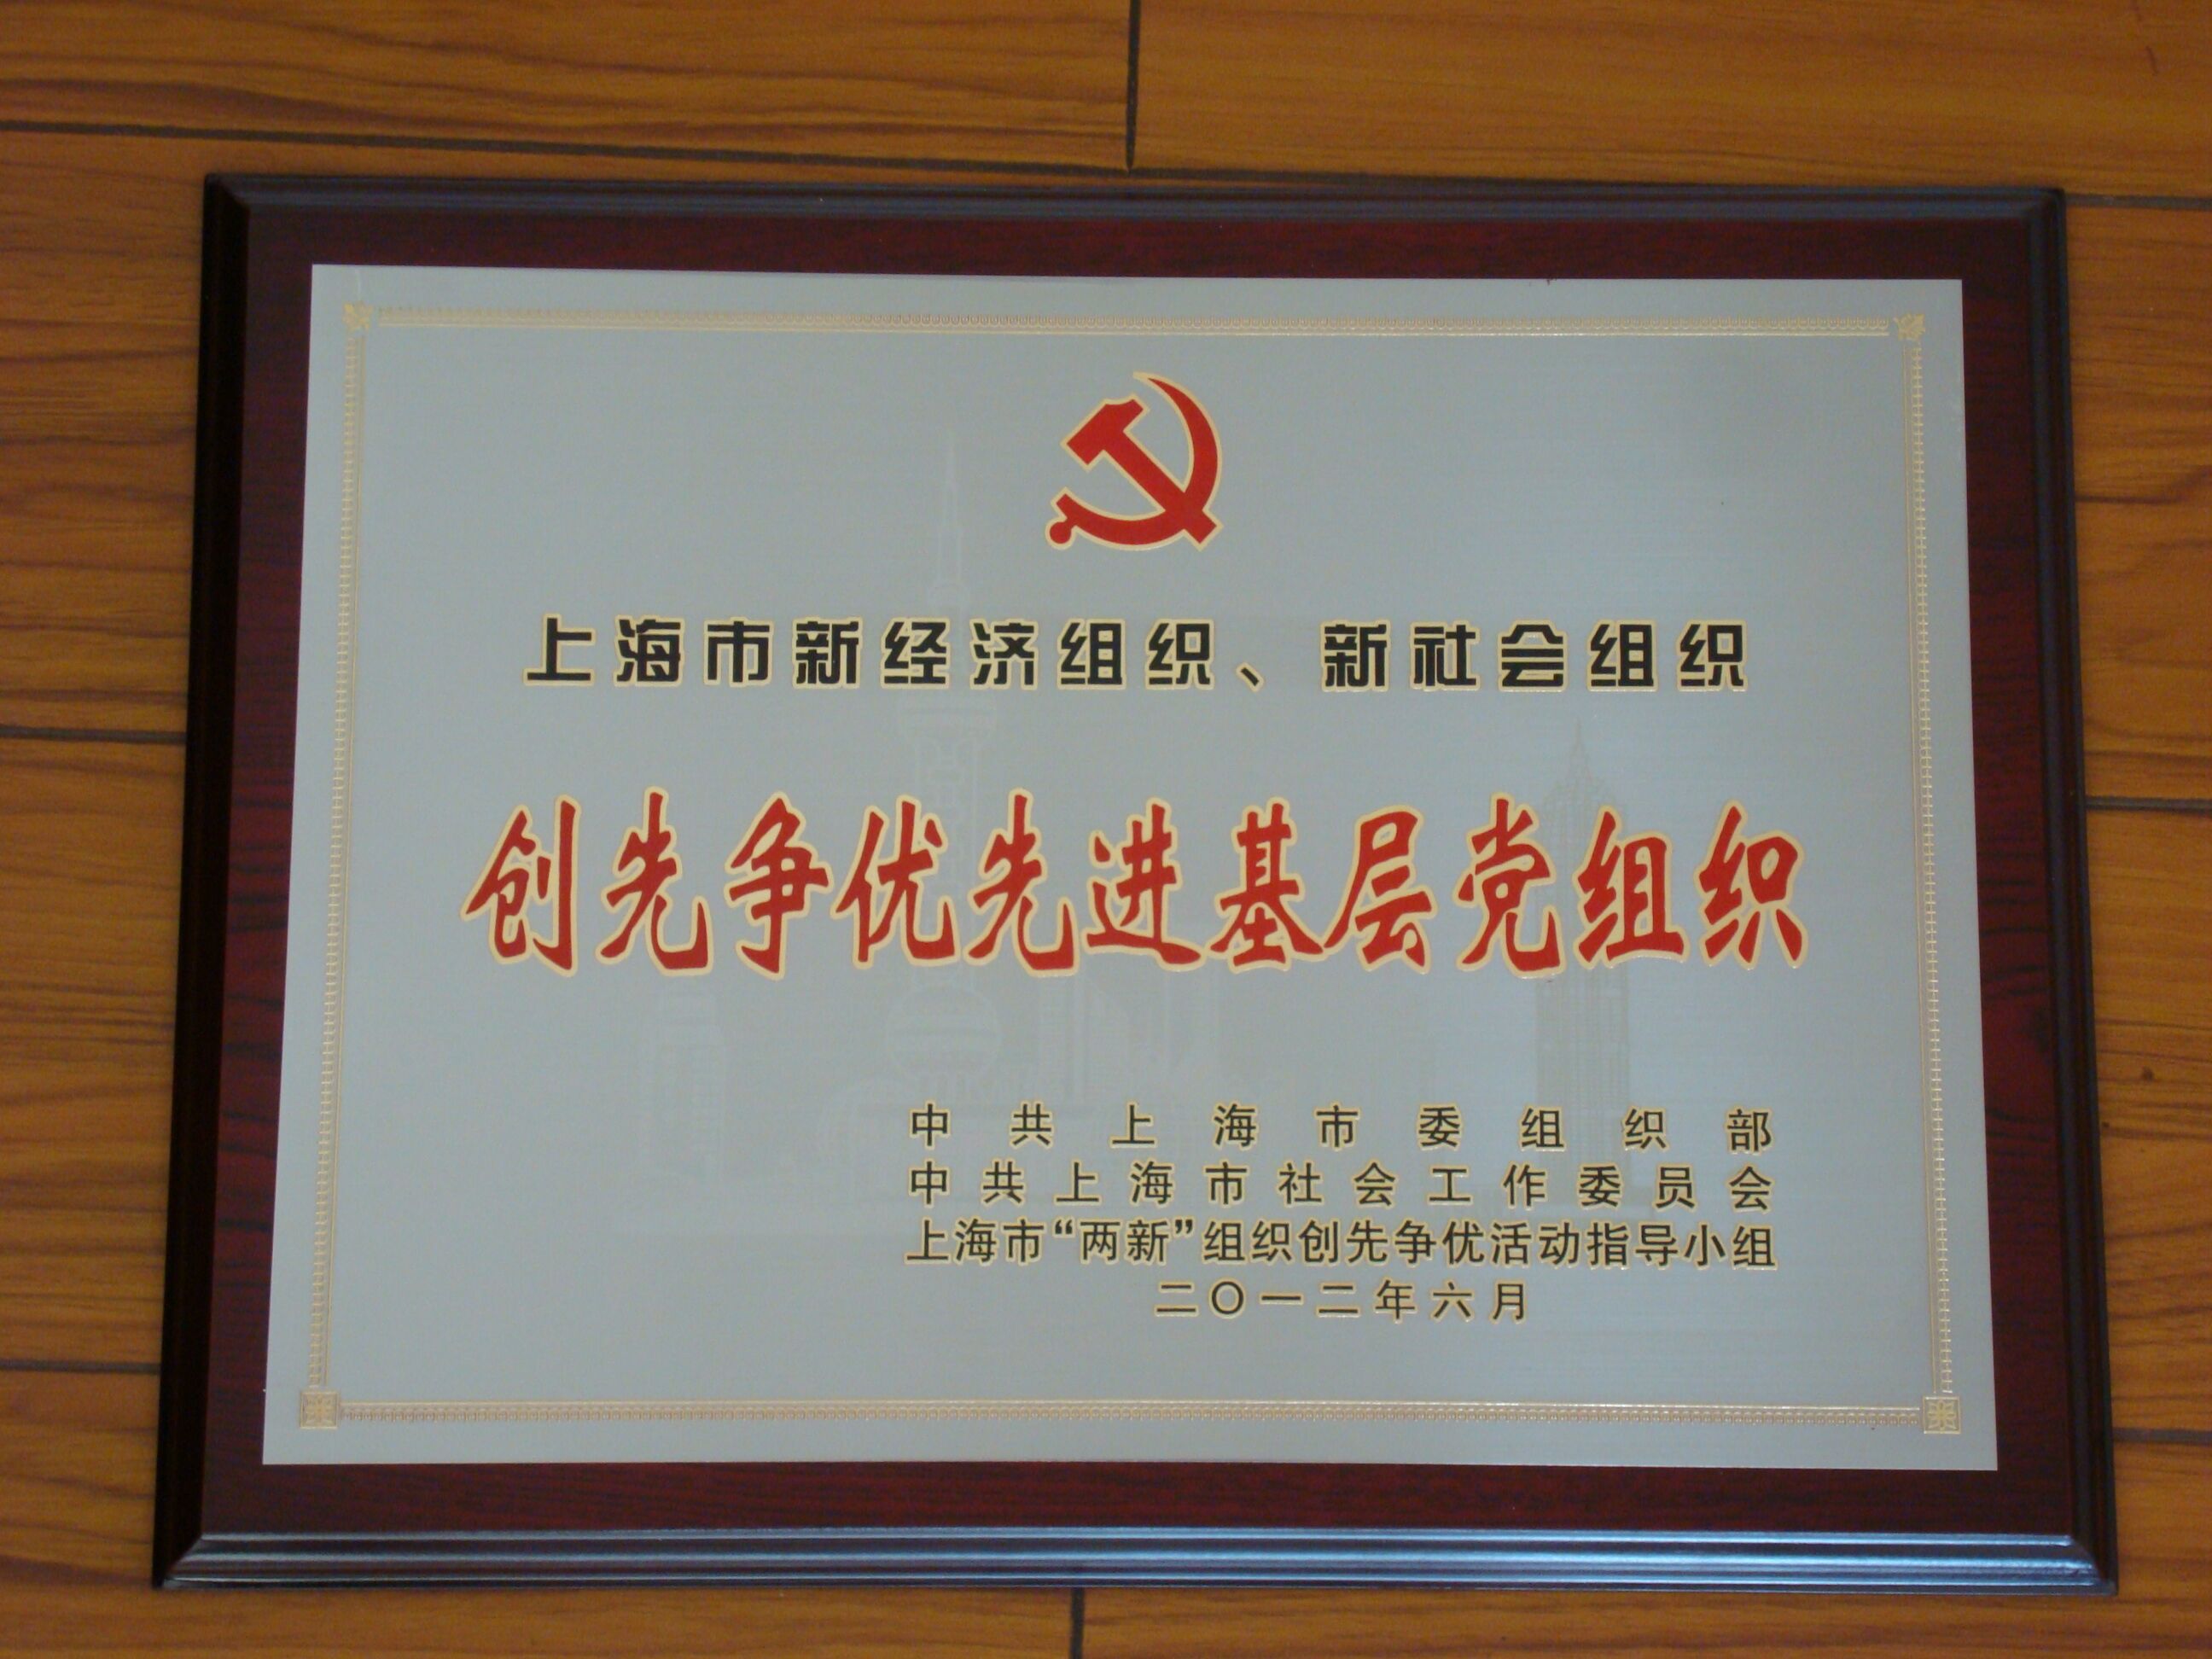 上海市新经济组织、新社会组织
创先争优先进基层党组织
中共上海市委组织部
中共上海市社会工作委员会
上海市“两新”组织创先争优活动指导小组
二〇一二年六月